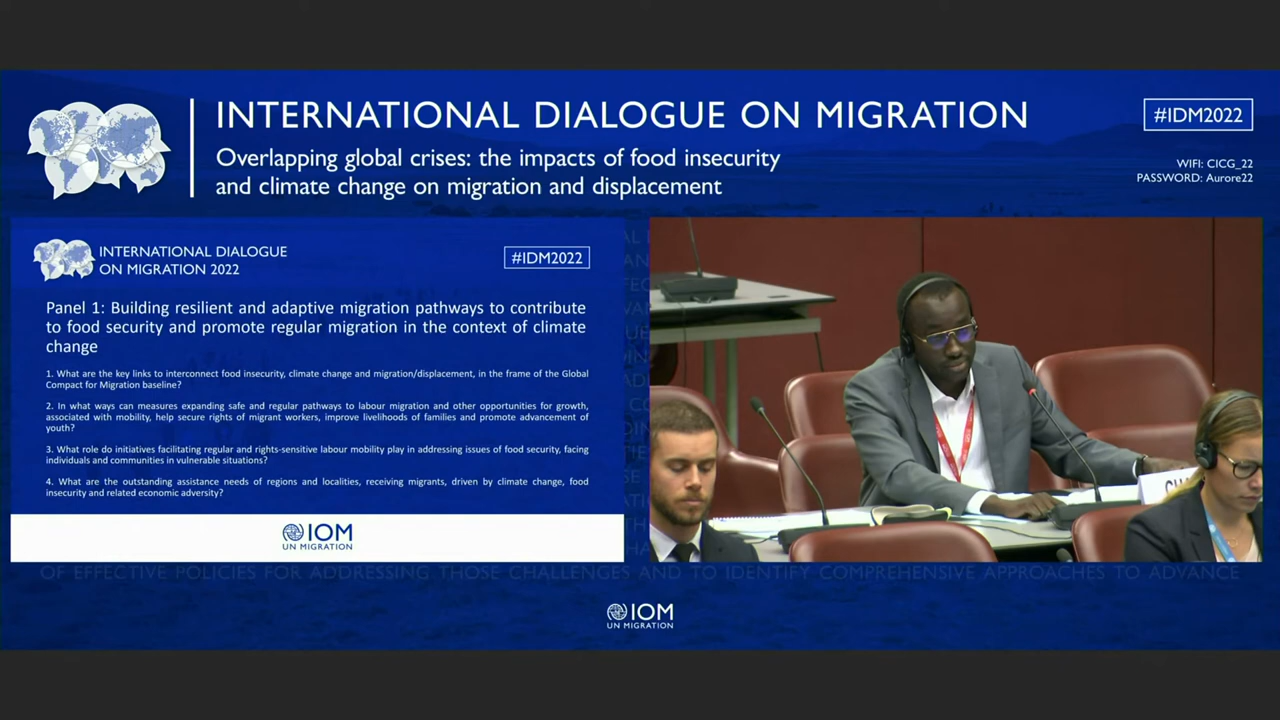 INTERNATIONAL DIALOGUE ON MIGRATION
Overlapping global crises: the impacts of food insecurity
and climate change on migration and displacement
#IDM2022
WIFI: CICG_22
PASSWORD: Aurore22
INTERNATIONAL DIALOGUE
ON MIGRATION 2022
#IDM2022
Panel 1: Building resilient and adaptive migration pathways to contribute
to food security and promote regular migration in the context of climate
change
1. What are the key links to interconnect food insecurity, climate change and migration/displacement, in the frame of the Global
Compact for Migration baseline?
2. In what ways can measures expanding safe and regular pathways to labour migration and other opportunities for growth,
associated with mobility, help secure rights of migrant workers, improve livelihoods of families and promote advancement of
youth?
3. What role do initiatives facilitating regular and rights-sensitive labour mobility play in addressing issues of food security, facing
individuals and communities in vulnerable situations?
4. What are the outstanding assistance needs of regions and localities, receiving migrants, driven by climate change, food
insecurity and related economic adversity?
IOM
UN MIGRATION
OF EFFECTIVE POLICIES FOR ADDRESSING THOSE CHALLENGES AND TO IDENTIFY COMPREHENSIVE APPROACHES TO ADVANCE
IOM
UN MIGRATION